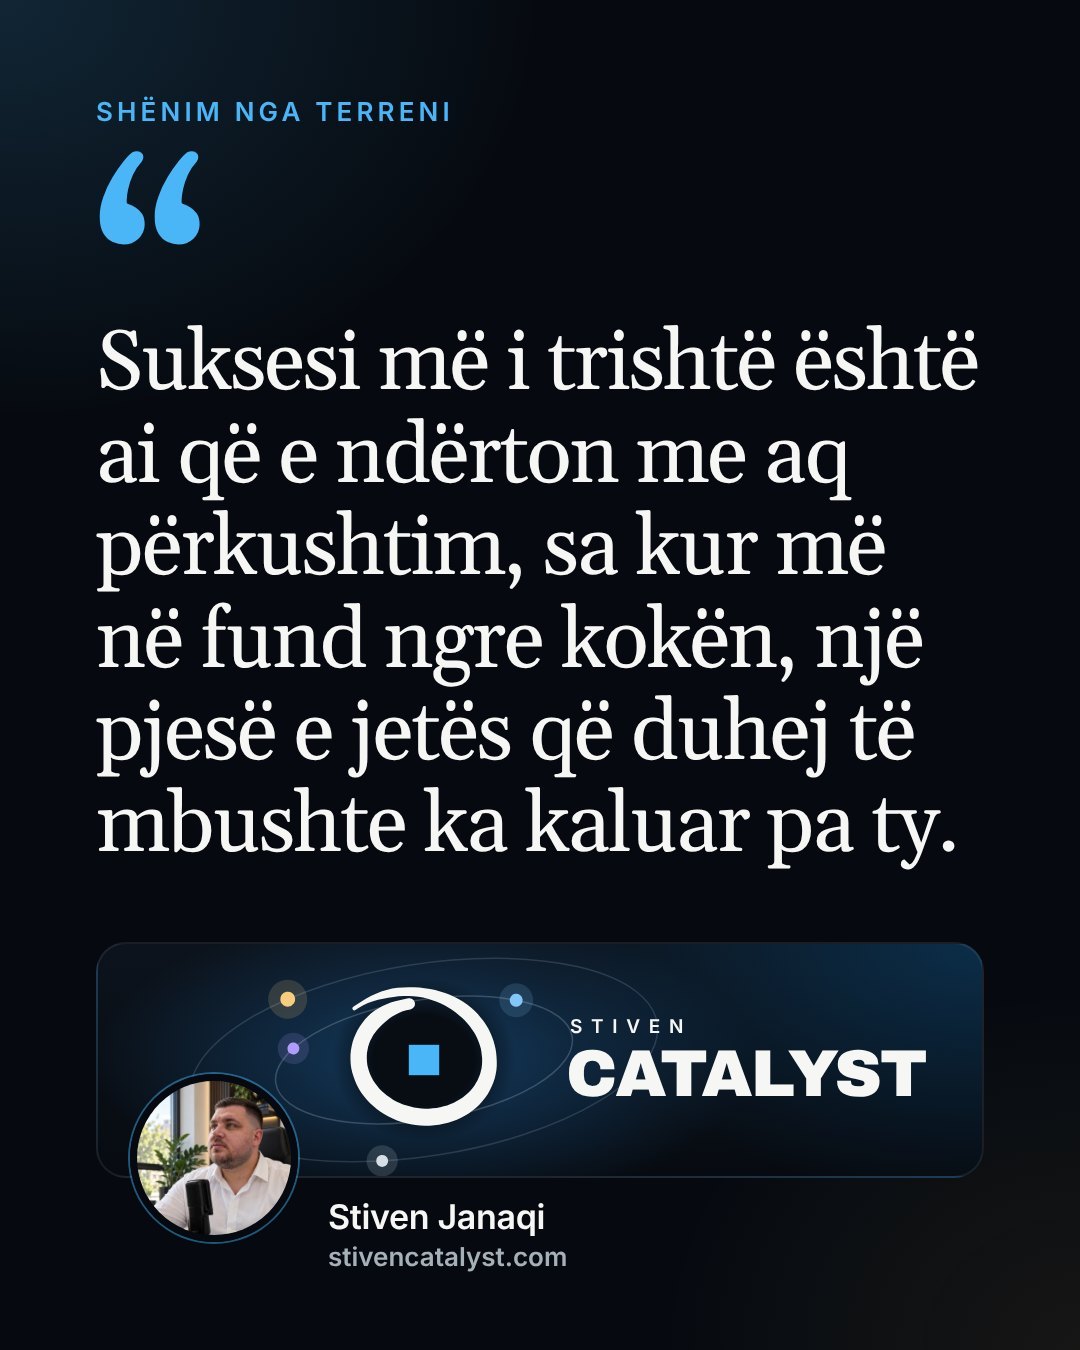 SHËNIM NGA TERRENI
“
Suksesi më i trishtë është
ai që e ndërton me aq
përkushtim, sa kur më
në fund ngre kokën, një
pjesë e jetës që duhej të
mbushte ka kaluar pa ty.
STIVEN
CATALYST
Stiven Janaqi
stivencatalyst.com